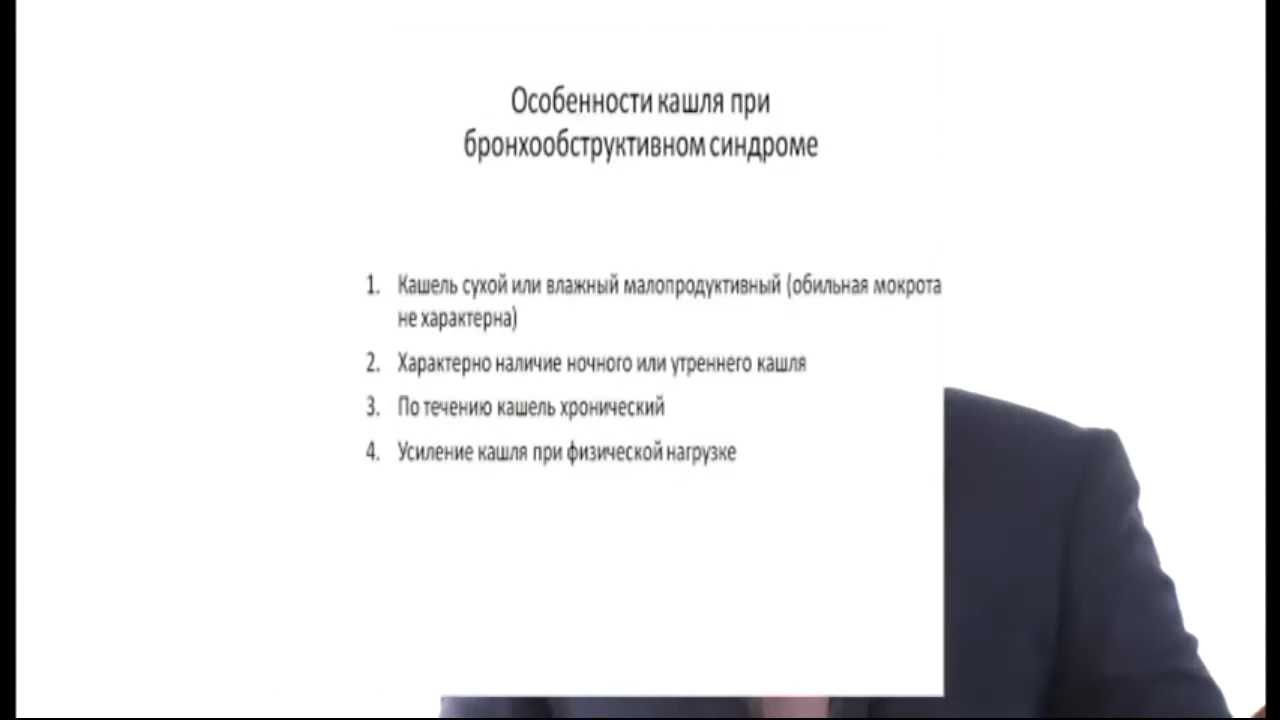 Особенности кашля при
бронхообструктивном синдроме
1. Кашель сухой или влажный малопродуктивный (обильная мокрота
не характерна)
2. Характерно наличие ночного или утреннего кашля
3. По течению кашель хронический
4. Усиление кашля при физической нагрузке